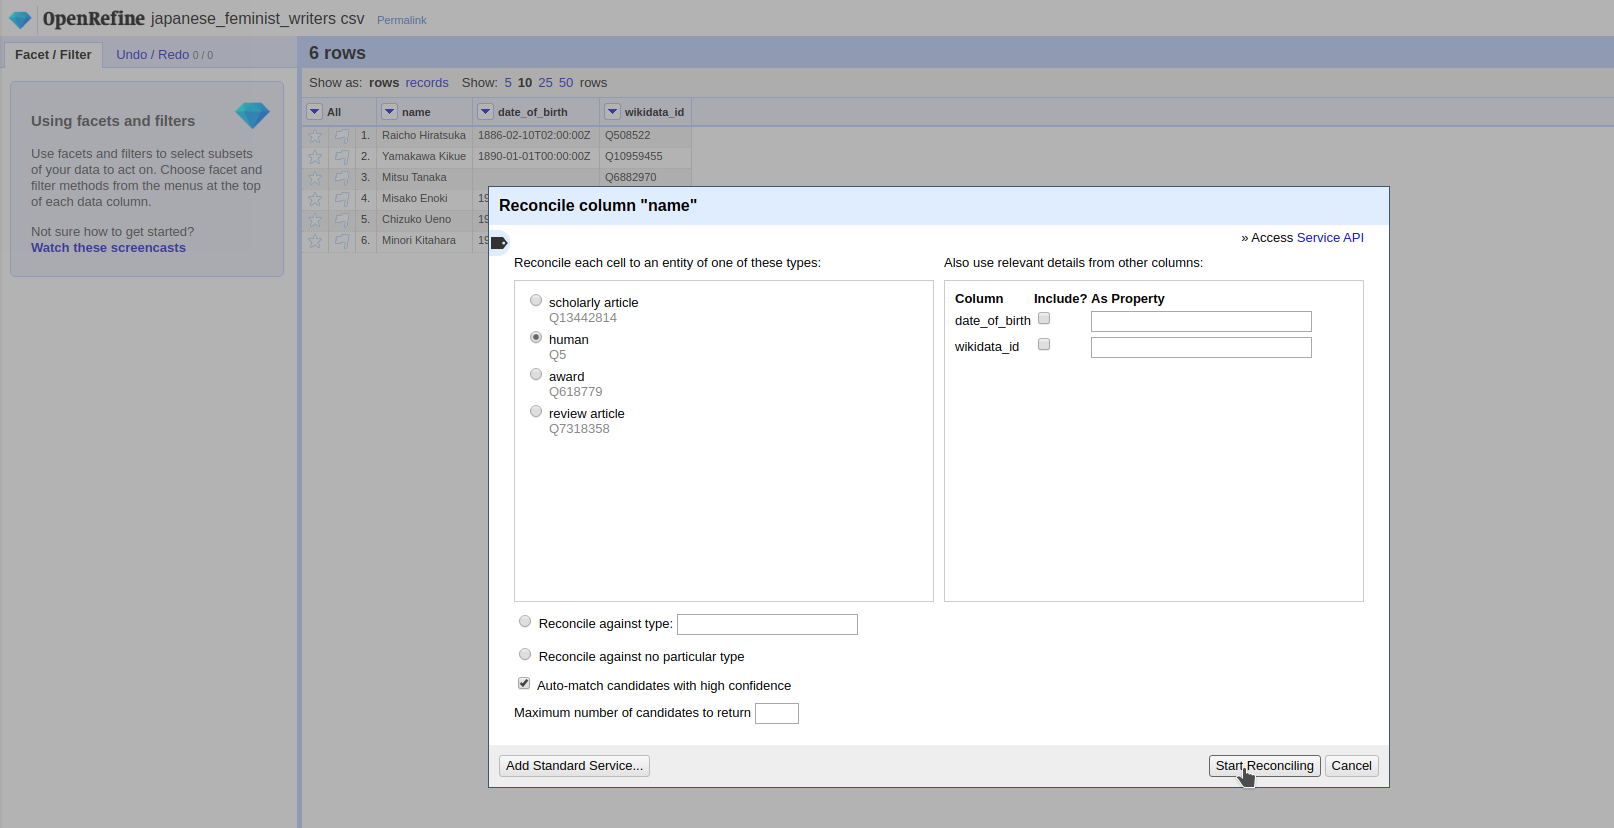 OpenRefine japanese_feminist_writers csv Permalink
Facet / Filter Undo / Redo 0 / 0
6 rows
Show as: rows records Show: 5 10 25 50 rows
Using facets and filters
Use facets and filters to select subsets
of your data to act on. Choose facet and
filter methods from the menus at the top
of each data column.
Not sure how to get started?
Watch these screencasts
All name date_of_birth wikidata_id
1. Raicho Hiratsuka 1886-02-10T02:00:00Z Q508522
2. Yamakawa Kikue 1890-01-01T00:00:00Z Q10959455
3. Mitsu Tanaka Q6882970
4. Misako Enoki 19
5. Chizuko Ueno 19
6. Minori Kitahara 19
Reconcile column "name"
» Access Service API
Reconcile each cell to an entity of one of these types:
scholarly article
Q13442814
human
Q5
award
Q618779
review article
Q7318358
Also use relevant details from other columns:
Column Include? As Property
date_of_birth
wikidata_id
Reconcile against type:
Reconcile against no particular type
Auto-match candidates with high confidence
Maximum number of candidates to return
Add Standard Service... Start Reconciling Cancel